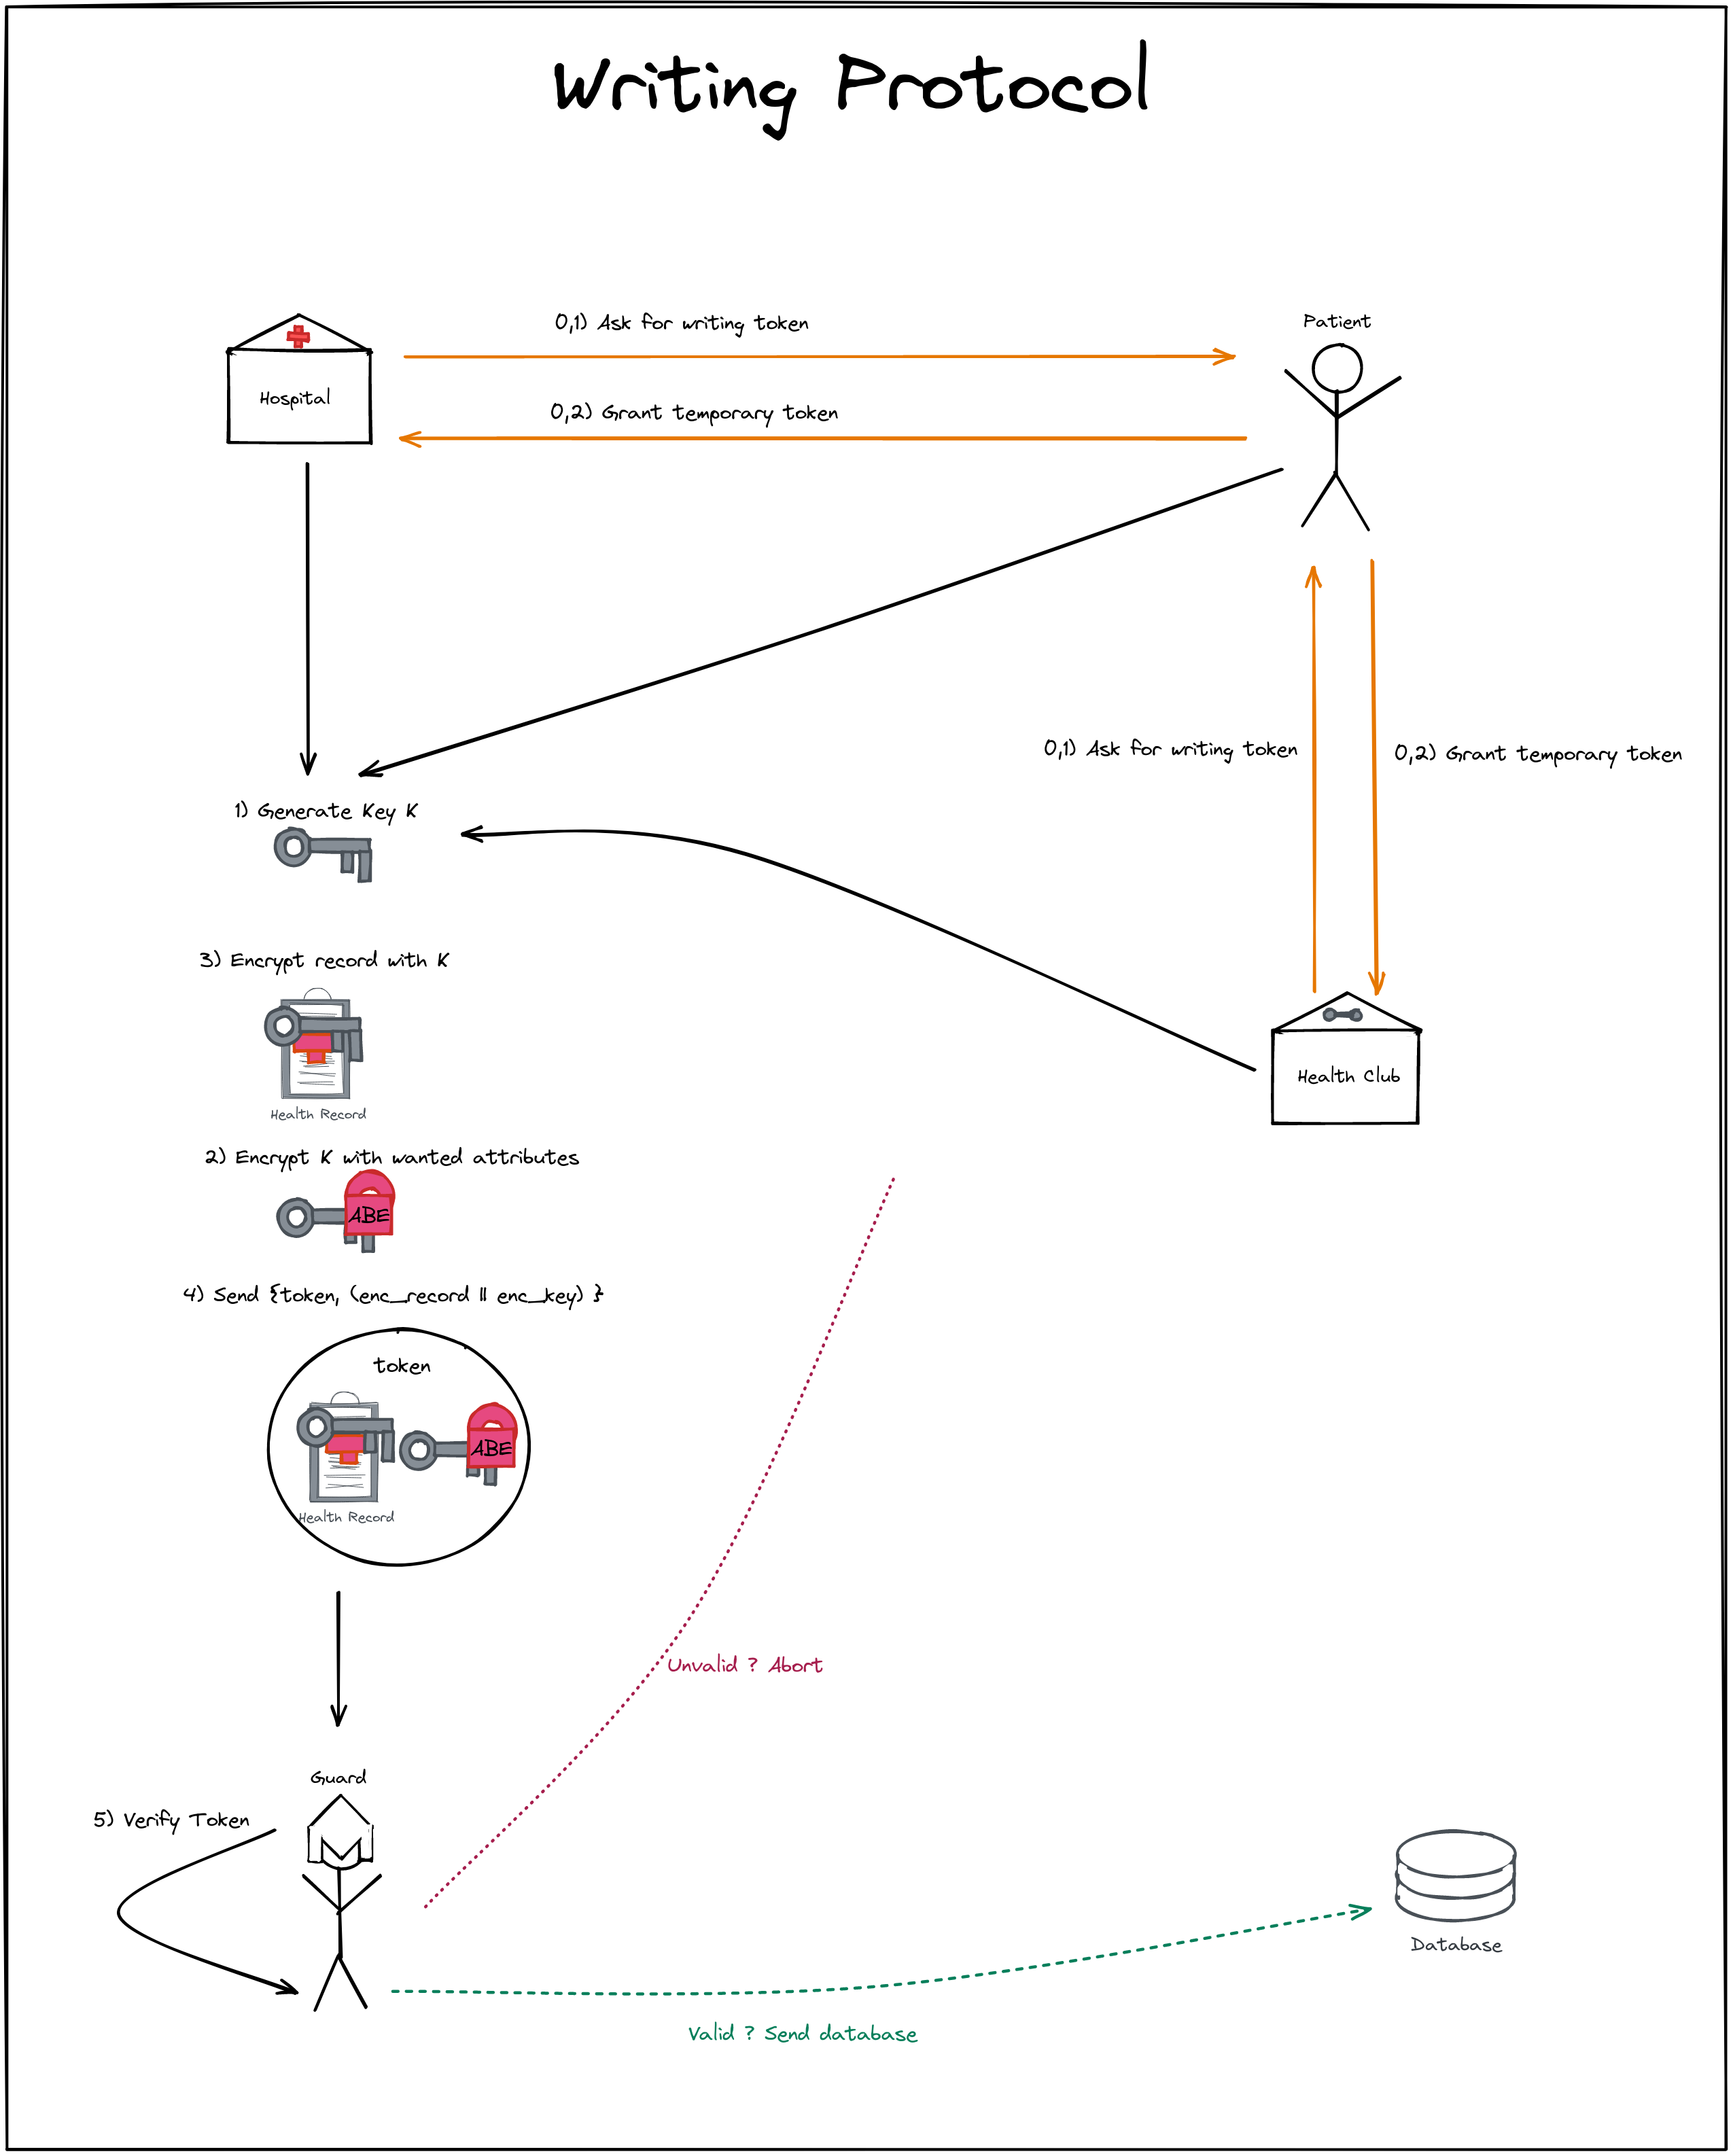 Writing Protocol
0,1) Ask for writing token
Patient
Hospital
0,2) Grant temporary token
0,1) Ask for writing token
0,2) Grant temporary token
1) Generate Key K
3) Encrypt record with K
Health Record
Health Club
2) Encrypt K with wanted attributes
ABE
4) Send {token, (enc_record || enc_key) }
token
ABE
Health Record
Unvalid ? Abort
Guard
5) Verify Token
Database
Valid ? Send database